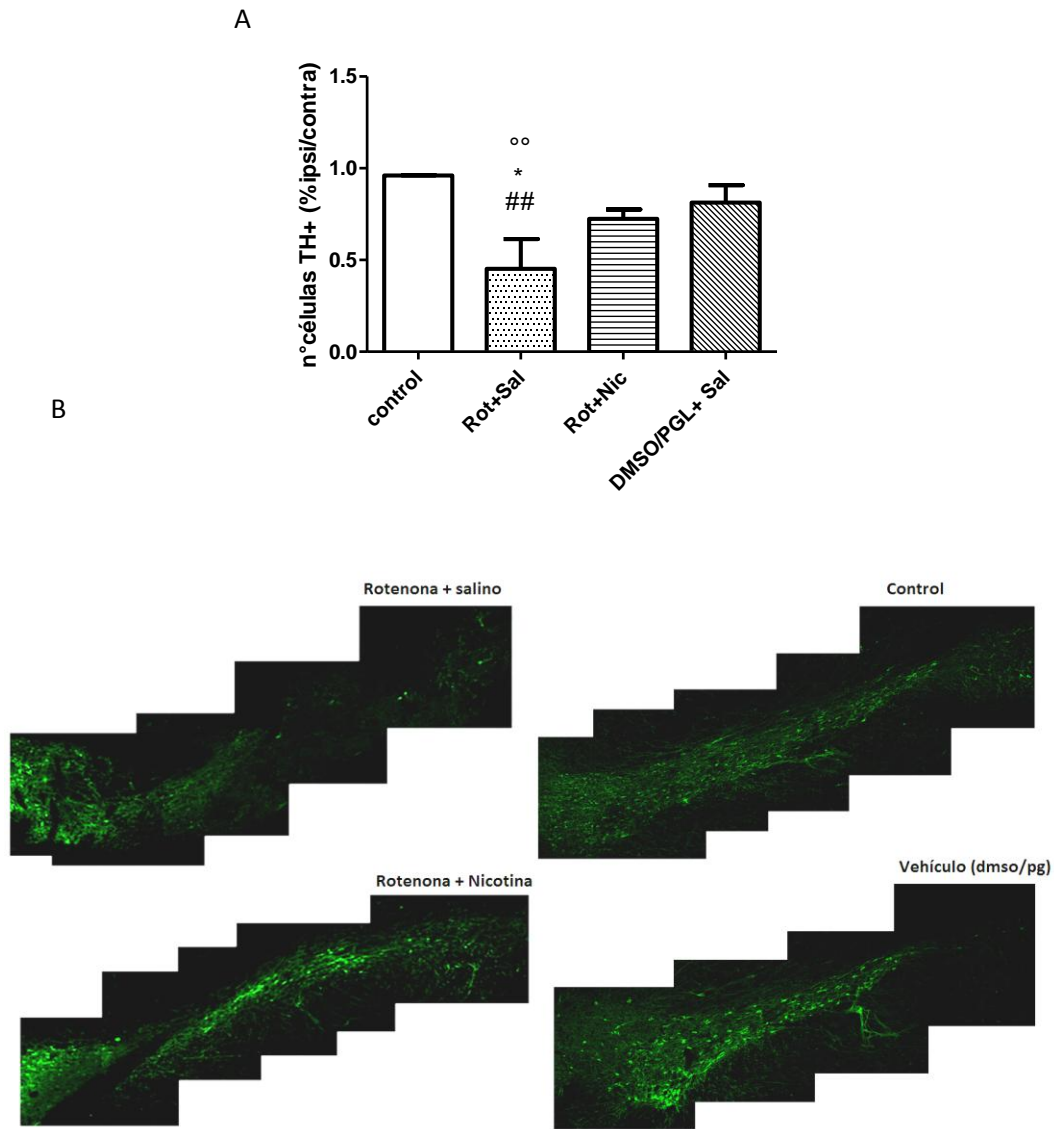 A
n°células TH+ (%ipsi/contra)
1.5
1.0
0.5
0.0
°°
*
##
control
Rot+Sal
Rot+Nic
DMSO/PGL+ Sal
B
Rotenona + salino
Control
Rotenona + Nicotina
Vehículo (dmso/pg)